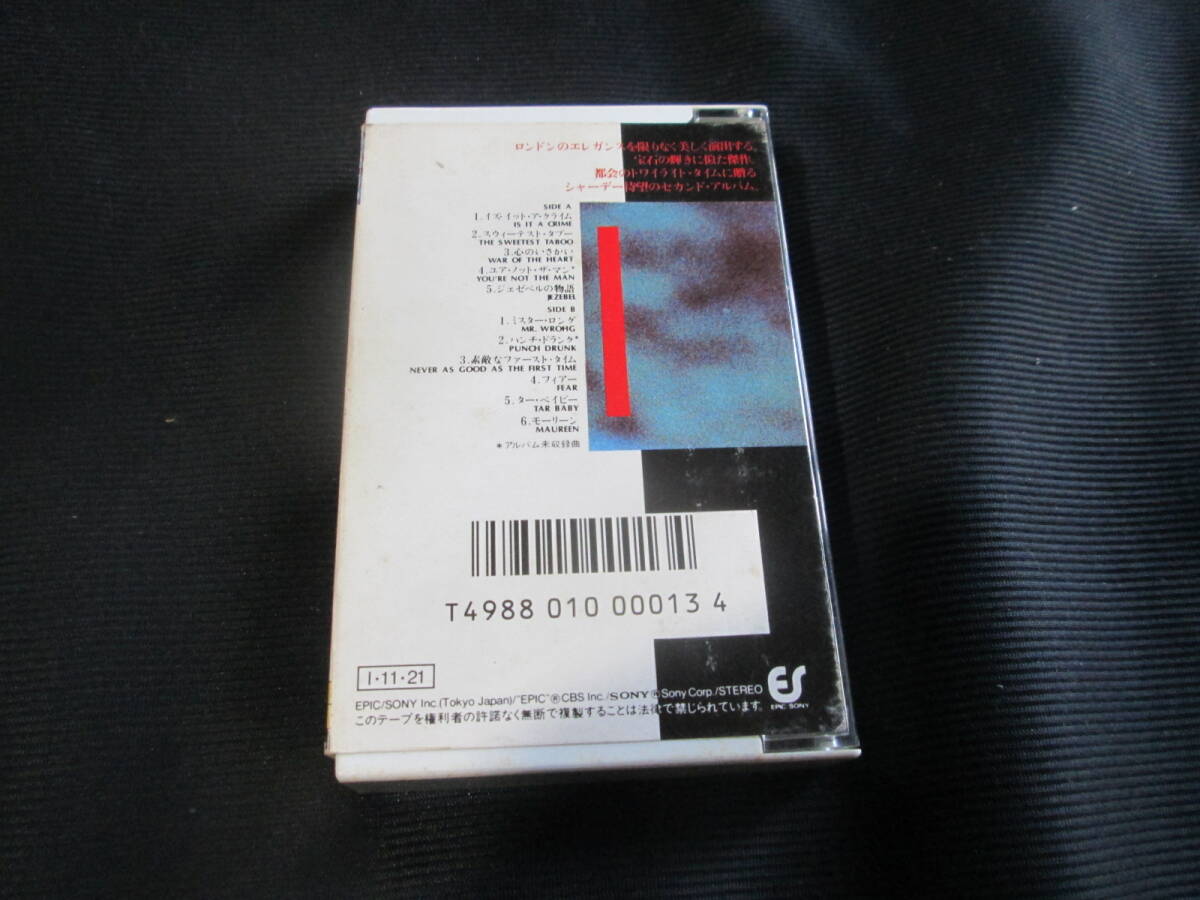 ロンドンのエレガンスを限りなく美しく演出する。
宝石の輝きに似た傑作。
都会のトワイライト・タイムに贈る
シャーデー待望のセカンド・アルバム。
SIDE A
1.イズ・イット・ア・クライム
IS IT A CRIME
2.スウィーテスト・タブー
THE SWEETEST TABOO
3.心のいさかい
WAR OF THE HEART
4.ユア・ノット・ザ・マン*
YOU'RE NOT THE MAN
5.ジェゼベルの物語
JEZEBEL
SIDE B
1.ミスター・ロング
MR. WROHG
2.パンチ・ドランク*
PUNCH DRUNK
3.素敵なファースト・タイム
NEVER AS GOOD AS THE FIRST TIME
4.フィアー
FEAR
5.ター・ベイビー
TAR BABY
6.モーリーン
MAUREEN
*アルバム未収録曲
T4988 010 00013 4
I・11・21
EPIC/SONY Inc.(Tokyo Japan)/"EPIC"® CBS Inc./SONY® Sony Corp./STEREO
EPIC SONY
このテープを権利者の許諾なく無断で複製することは法律で禁じられています。